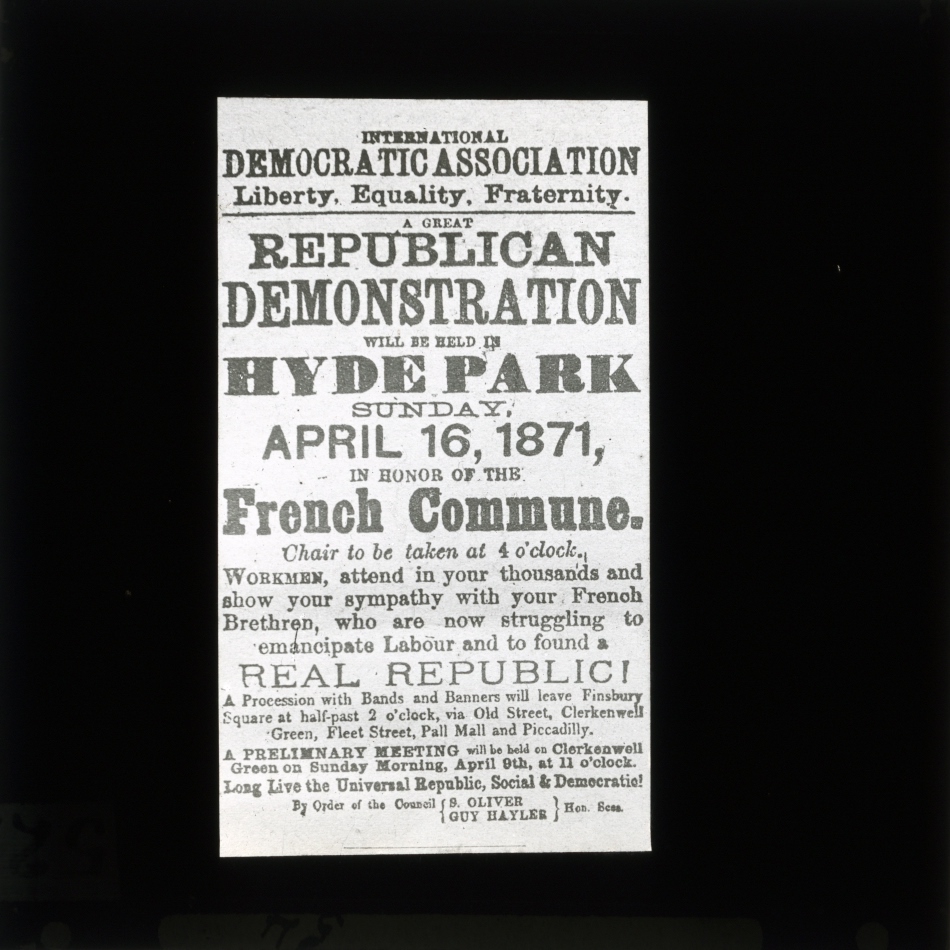 INTERNATIONAL
DEMOCRATIC ASSOCIATION
Liberty, Equality, Fraternity.
A GREAT
REPUBLICAN
DEMONSTRATION
WILL BE HELD IN
HYDE PARK
SUNDAY,
APRIL 16, 1871,
IN HONOR OF THE
French Commune.
Chair to be taken at 4 o'clock.
WORKMEN, attend in your thousands and
show your sympathy with your French
Brethren, who are now struggling to
emancipate Labour and to found a
REAL REPUBLIC!
A Procession with Bands and Banners will leave Finsbury
Square at half-past 2 o'clock, via Old Street, Clerkenwell
Green, Fleet Street, Pall Mall and Piccadilly.
A PRELIMNARY MEETING will be held on Clerkenwell
Green on Sunday Morning, April 9th, at 11 o'clock.
Long Live the Universal Republic, Social & Democratic!
By Order of the Council { S. OLIVER
GUY HAYLER } Hon. Secs.